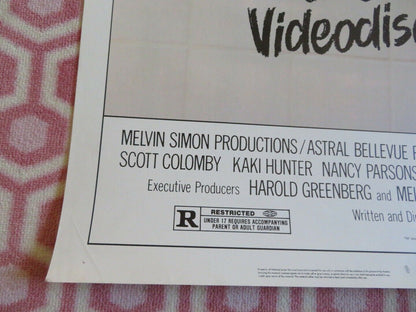 Videodisc
MELVIN SIMON PRODUCTIONS/ASTRAL BELLEVUE
SCOTT COLOMBY KAKI HUNTER NANCY PARSONS
Executive Producers HAROLD GREENBERG and
Written and
R RESTRICTED
UNDER 17 REQUIRES ACCOMPANYING
PARENT OR ADULT GUARDIAN